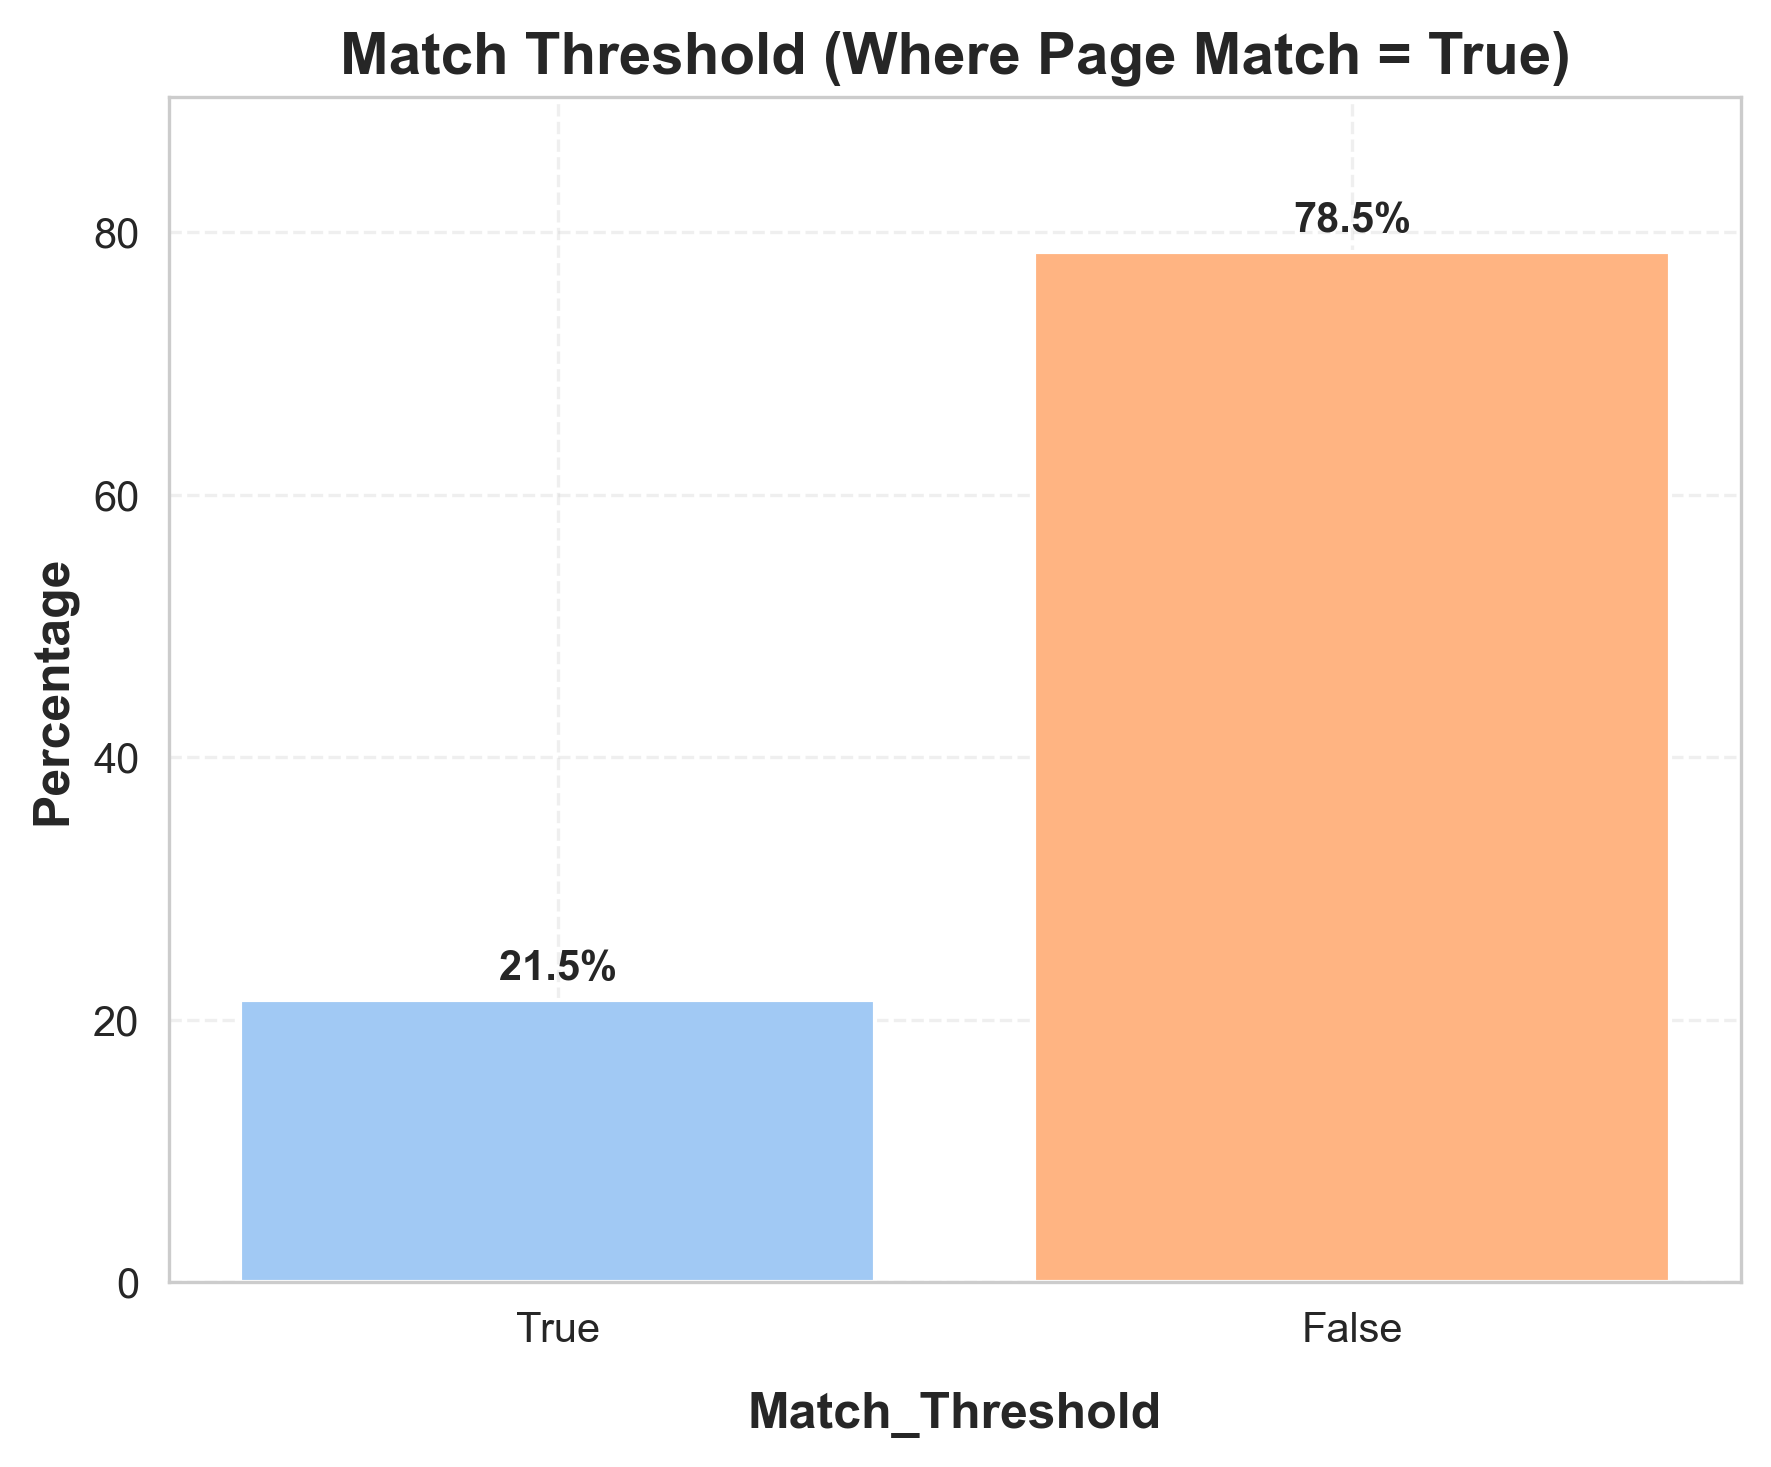 Match Threshold (Where Page Match = True)
Percentage
80
60
40
20
0
78.5%
21.5%
True
False
Match_Threshold